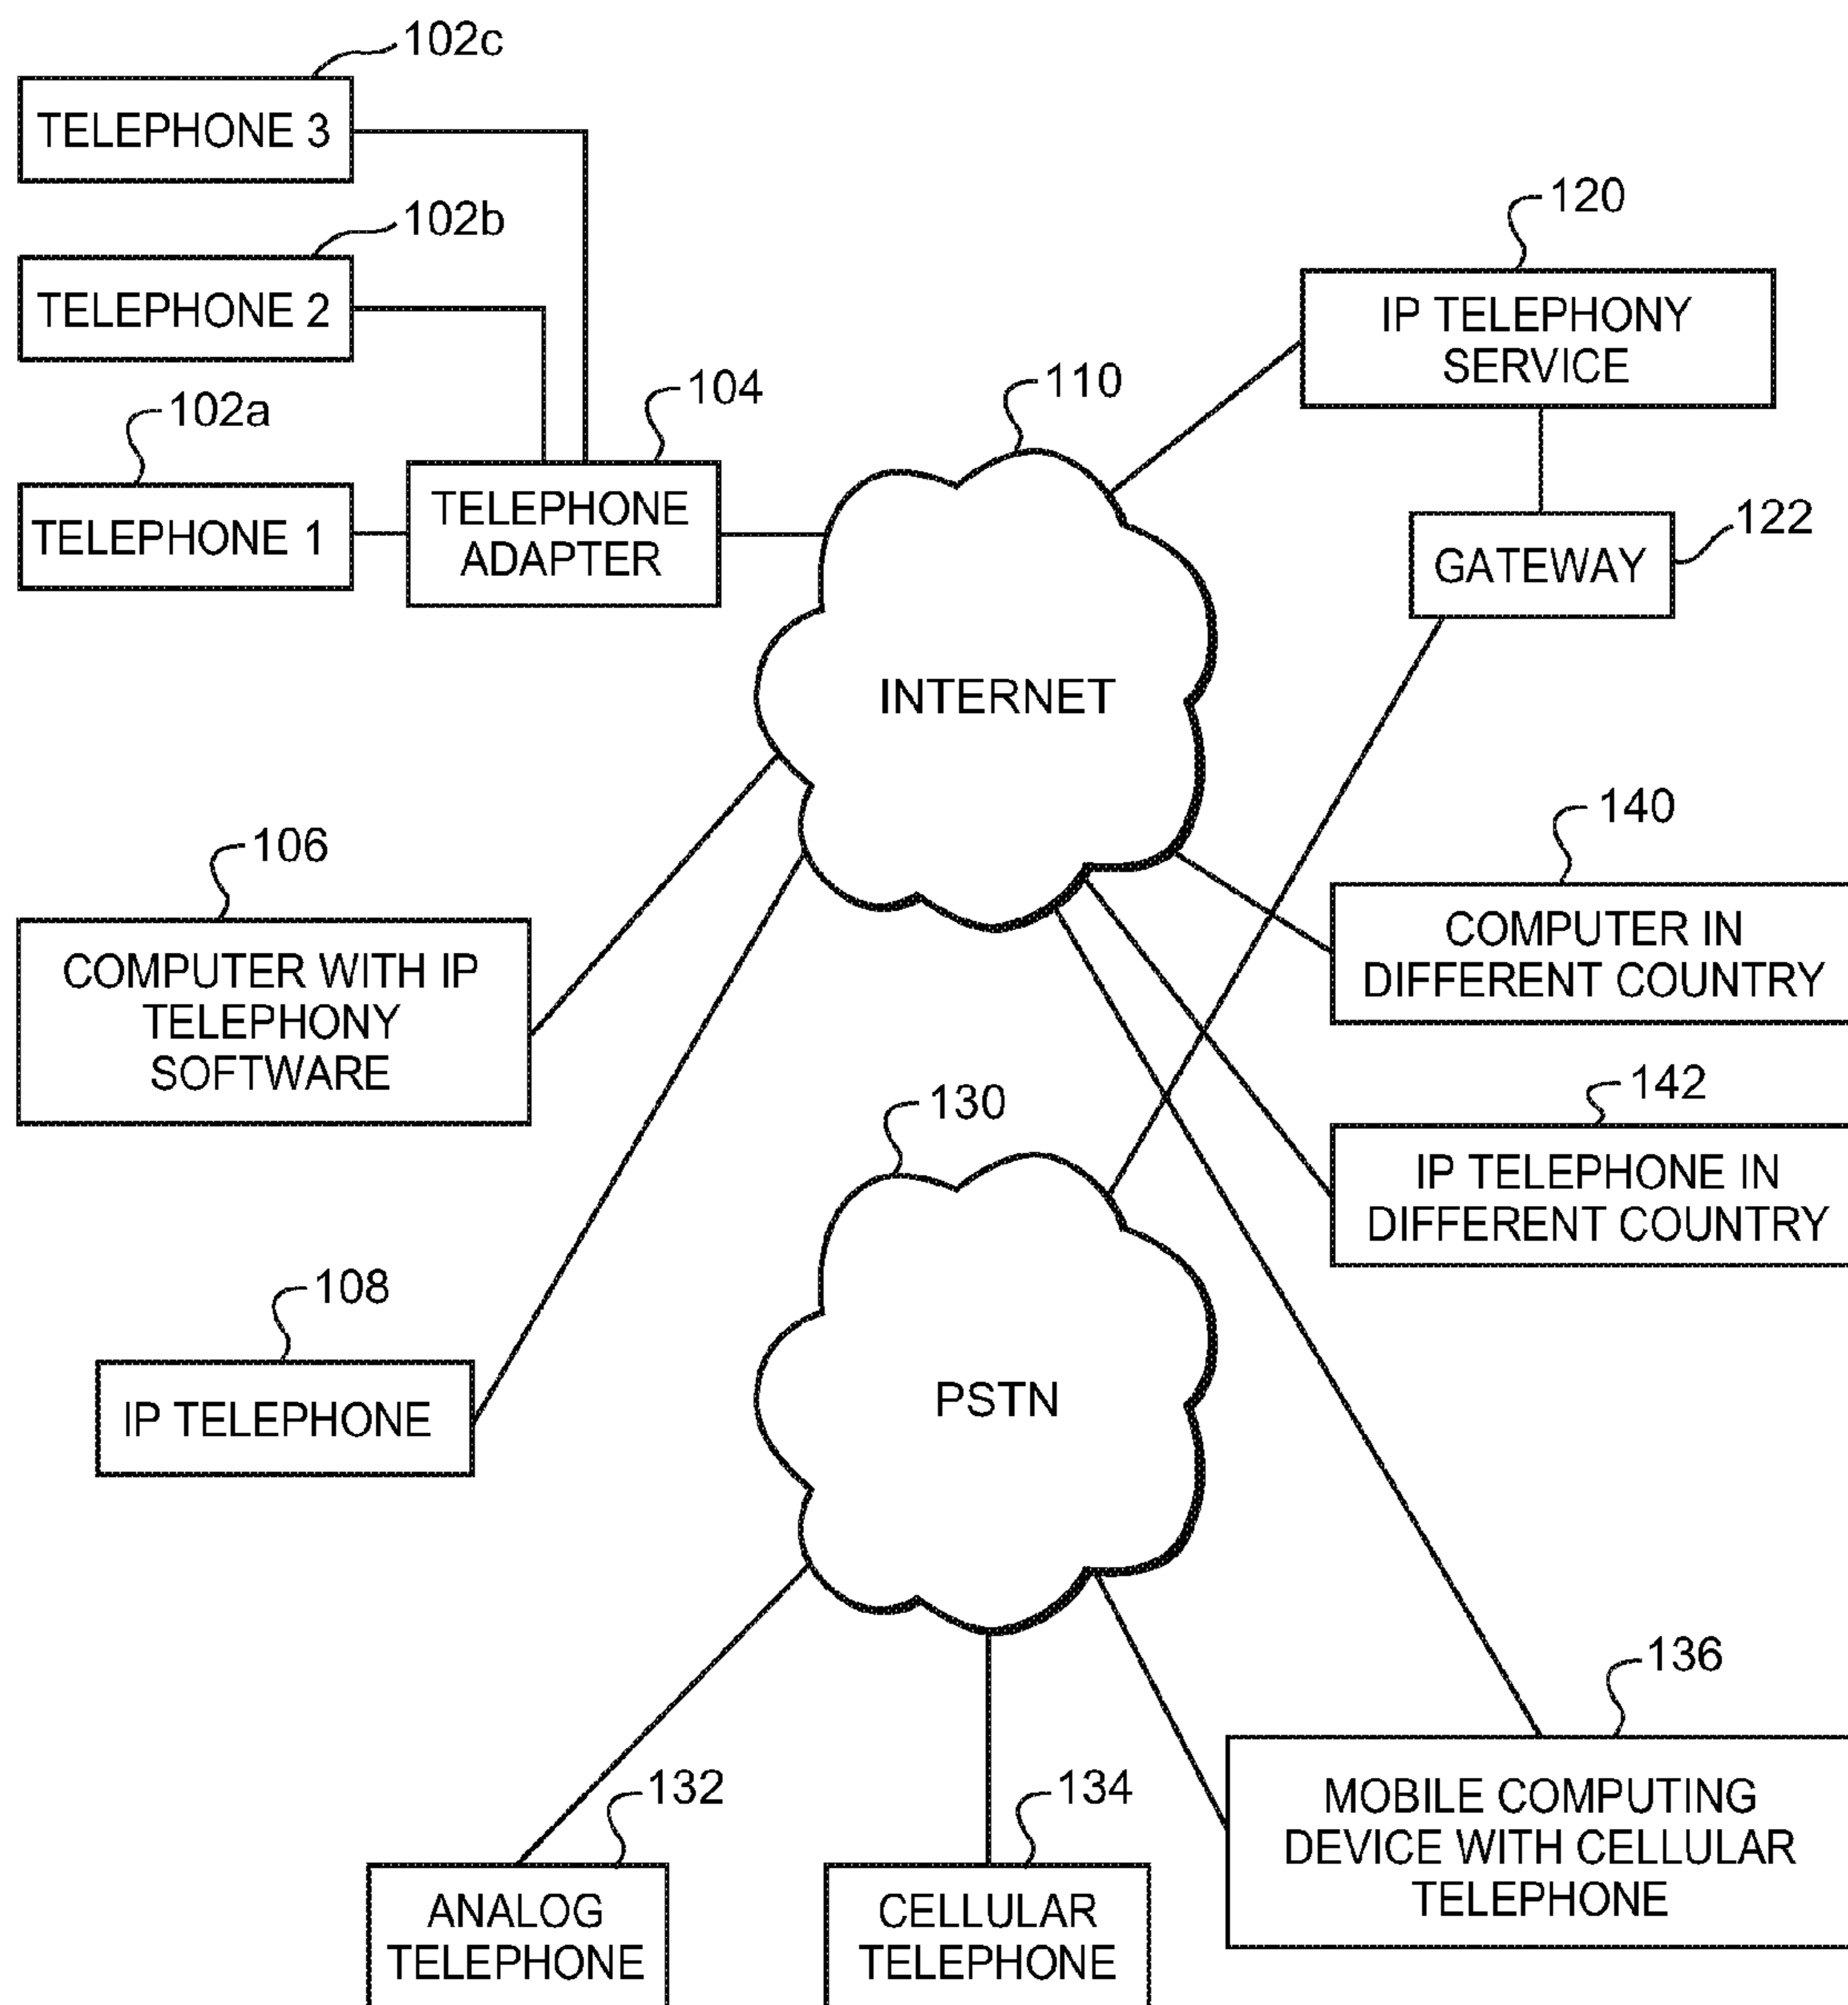 102c
TELEPHONE 3
102b
TELEPHONE 2
102a
TELEPHONE 1
104
TELEPHONE
ADAPTER
110
INTERNET
120
IP TELEPHONY
SERVICE
122
GATEWAY
106
COMPUTER WITH IP
TELEPHONY
SOFTWARE
140
COMPUTER IN
DIFFERENT COUNTRY
142
IP TELEPHONE IN
DIFFERENT COUNTRY
108
IP TELEPHONE
130
PSTN
132
ANALOG
TELEPHONE
134
CELLULAR
TELEPHONE
136
MOBILE COMPUTING
DEVICE WITH CELLULAR
TELEPHONE